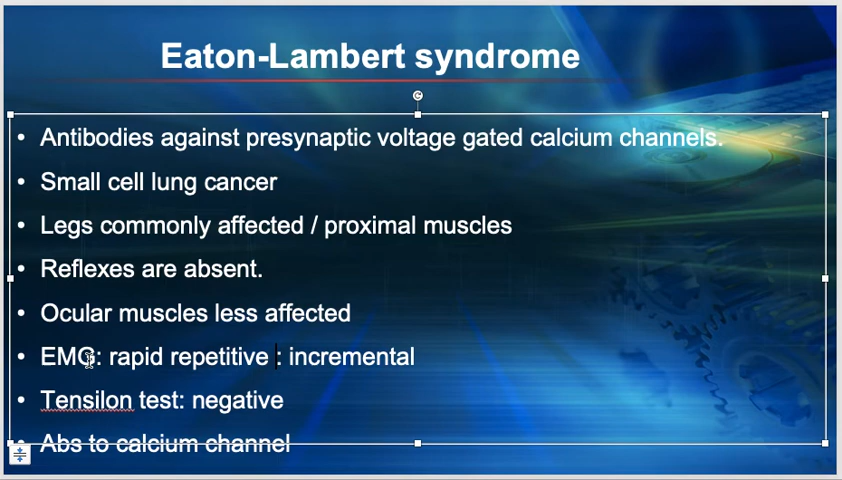 Eaton-Lambert syndrome
• Antibodies against presynaptic voltage gated calcium channels.
• Small cell lung cancer
• Legs commonly affected / proximal muscles
• Reflexes are absent.
• Ocular muscles less affected
• EMG: rapid repetitive : incremental
• Tensilon test: negative
• Abs to calcium channel